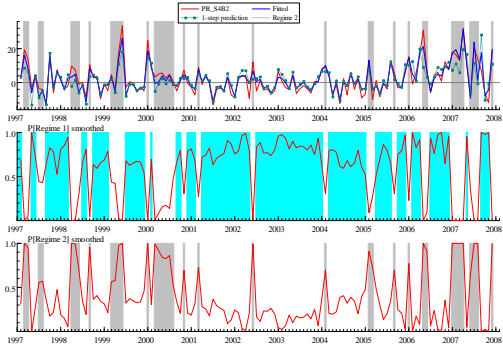 PR_S4B2 Fitted
1-step prediction Regime 2
20
0
1997 1998 1999 2000 2001 2002 2003 2004 2005 2006 2007 2008
P[Regime 1] smoothed
1.0
0.5
1997 1998 1999 2000 2001 2002 2003 2004 2005 2006 2007 2008
P[Regime 2] smoothed
1.0
0.5
1997 1998 1999 2000 2001 2002 2003 2004 2005 2006 2007 2008